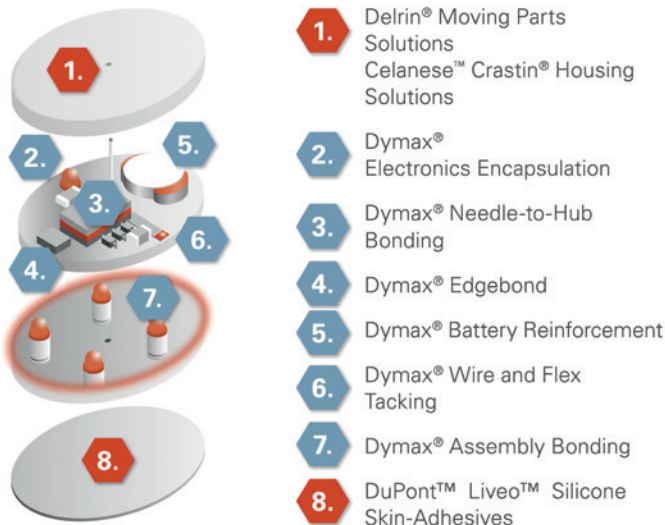 1.
2.
5.
3.
6.
4.
7.
8.
1. Delrin® Moving Parts
Solutions
Celanese™ Crastin® Housing
Solutions
2. Dymax®
Electronics Encapsulation
3. Dymax® Needle-to-Hub
Bonding
4. Dymax® Edgebond
5. Dymax® Battery Reinforcement
6. Dymax® Wire and Flex
Tacking
7. Dymax® Assembly Bonding
8. DuPont™ Liveo™ Silicone
Skin-Adhesives